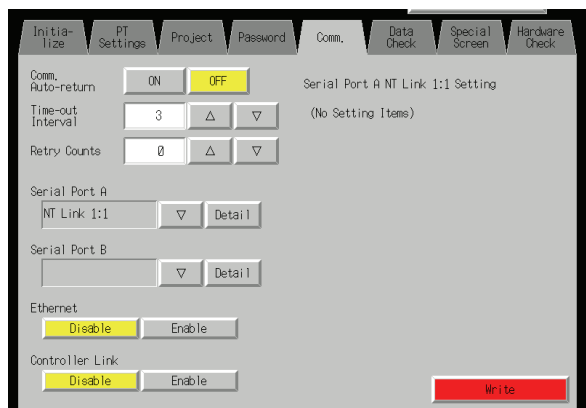 Initia-
lize
PT
Settings
Project
Password
Comm.
Data
Check
Special
Screen
Hardware
Check
Comm.
Auto-return
ON
OFF
Serial Port A NT Link 1:1 Setting
Time-out
Interval
3
△
▽
(No Setting Items)
Retry Counts
0
△
▽
Serial Port A
NT Link 1:1
▽
Detail
Serial Port B
▽
Detail
Ethernet
Disable
Enable
Controller Link
Disable
Enable
Write